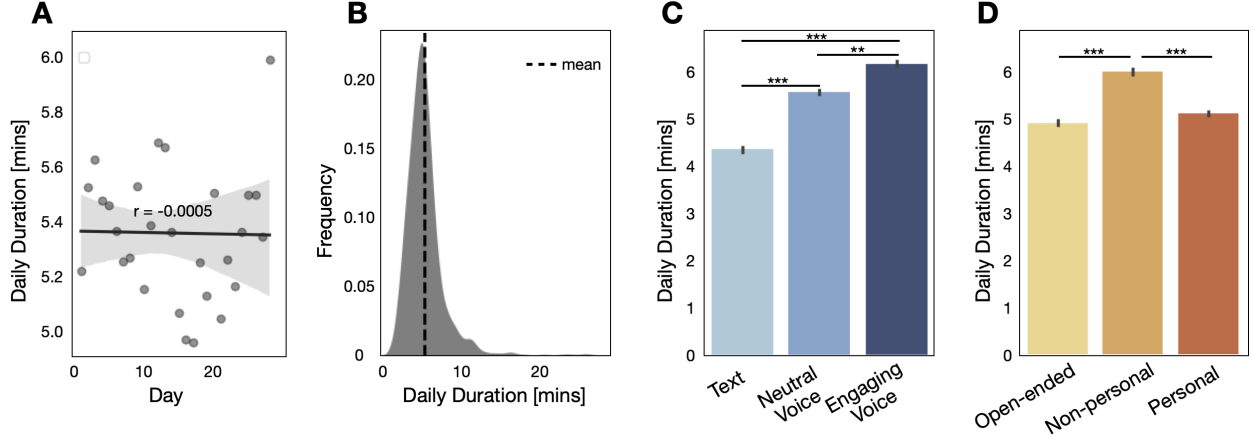 A
Daily Duration [mins]
6.0
5.8
5.6
5.4
5.2
5.0
r = -0.0005
0
10
20
Day
B
Frequency
0.20
0.15
0.10
0.05
0
mean
0
10
20
Daily Duration [mins]
C
Daily Duration [mins]
6
5
4
3
2
1
0
***
**
***
Text
Neutral
Voice
Engaging
Voice
D
Daily Duration [mins]
6
5
4
3
2
1
0
***
***
Open-ended
Non-personal
Personal